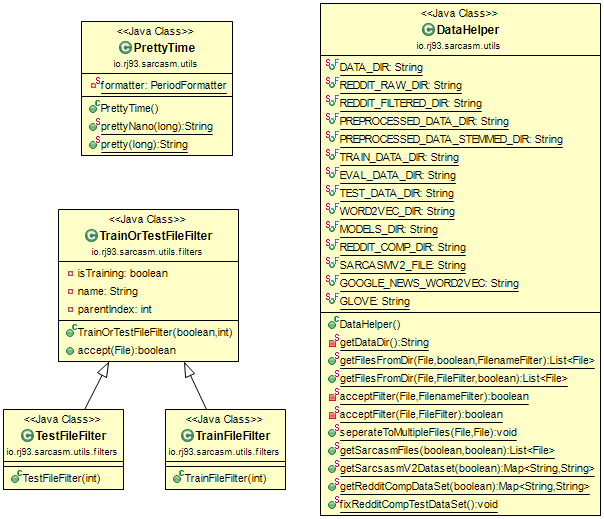 <<Java Class>>
PrettyTime
io.rj93.sarcasm.utils
formatter: PeriodFormatter
PrettyTime()
prettyNano(long):String
pretty(long):String
<<Java Class>>
DataHelper
io.rj93.sarcasm.utils
DATA_DIR: String
REDDIT_RAW_DIR: String
REDDIT_FILTERED_DIR: String
PREPROCESSED_DATA_DIR: String
PREPROCESSED_DATA_STEMMED_DIR: String
TRAIN_DATA_DIR: String
EVAL_DATA_DIR: String
TEST_DATA_DIR: String
WORD2VEC_DIR: String
MODELS_DIR: String
REDDIT_COMP_DIR: String
SARCASMV2_FILE: String
GOOGLE_NEWS_WORD2VEC: String
GLOVE: String
DataHelper()
getDataDir():String
getFilesFromDir(File,boolean,FilenameFilter):List<File>
getFilesFromDir(File,FileFilter,boolean):List<File>
acceptFilter(File,FilenameFilter):boolean
acceptFilter(File,FileFilter):boolean
seperateToMultipleFiles(File,File):void
getSarcasmFiles(boolean,boolean):List<File>
getSarcsasmV2Dataset(boolean):Map<String,String>
getRedditCompDataSet(boolean):Map<String,String>
fixRedditCompTestDataSet():void
<<Java Class>>
TrainOrTestFileFilter
io.rj93.sarcasm.utils.filters
isTraining: boolean
name: String
parentIndex: int
TrainOrTestFileFilter(boolean,int)
accept(File):boolean
<<Java Class>>
TestFileFilter
io.rj93.sarcasm.utils.filters
TestFileFilter(int)
<<Java Class>>
TrainFileFilter
io.rj93.sarcasm.utils.filters
TrainFileFilter(int)